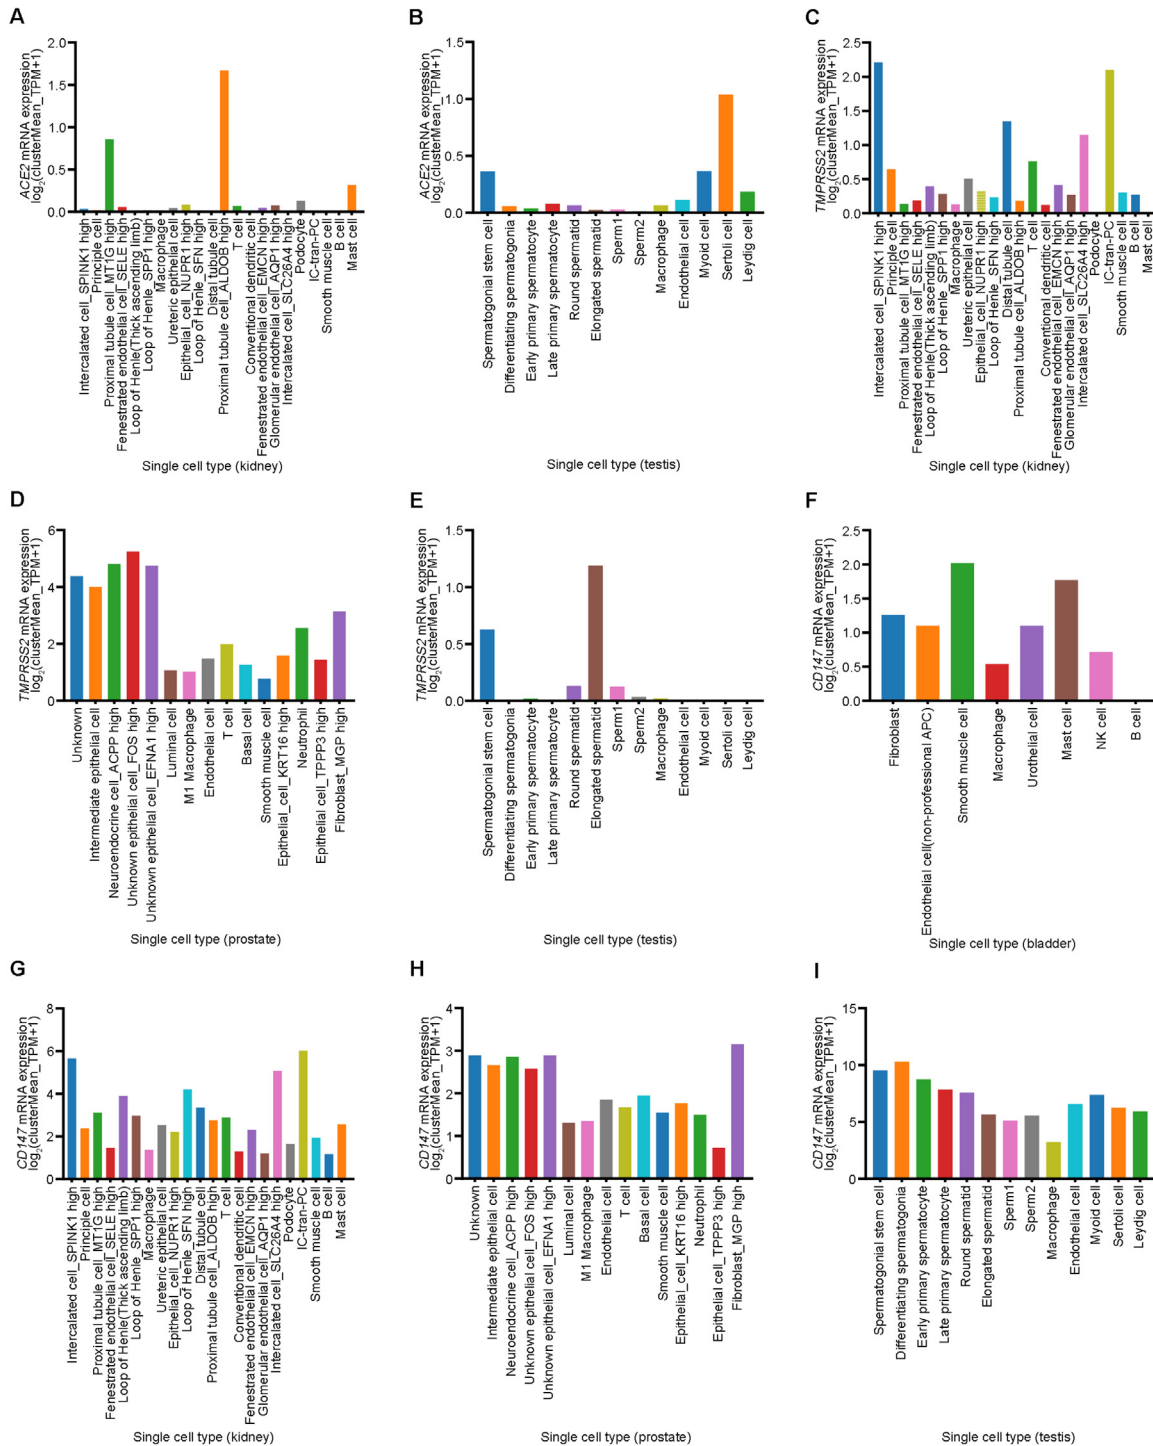 A
ACE2 mRNA expression
log2(clusterMean_TPM+1)
2.0
1.5
1.0
0.5
0.0
Intercalated cell_SPINK1 high
Principle cell
Proximal tubule cell_MT1G high
Fenestrated endothelial cell_SELE high
Loop of Henle(Thick ascending limb)
Loop of Henle_SPP1 high
Macrophage
Ureteric epithelial cell
Epithelial_cell_NUPR1 high
Loop of Henle_SFN high
Distal tubule cell
Proximal tubule cell_ALDOB high
T cell
Conventional dendritic cell
Fenestrated endothelial cell_EMCN high
Glomerular endothelial cell_AQP1 high
Intercalated cell_SLC26A4 high
Podocyte
IC-tran-PC
Smooth muscle cell
B cell
Mast cell
Single cell type (kidney)
B
ACE2 mRNA expression
log2(clusterMean_TPM+1)
1.5
1.0
0.5
0.0
Spermatogonial stem cell
Differentiating spermatogonia
Early primary spermatocyte
Late primary spermatocyte
Round spermatid
Elongated spermatid
Sperm1
Sperm2
Macrophage
Endothelial cell
Myoid cell
Sertoli cell
Leydig cell
Single cell type (testis)
C
TMPRSS2 mRNA expression
log2(clusterMean_TPM+1)
2.5
2.0
1.5
1.0
0.5
0.0
Intercalated cell_SPINK1 high
Principle cell
Proximal tubule cell_MT1G high
Fenestrated endothelial cell_SELE high
Loop of Henle(Thick ascending limb)
Loop of Henle_SPP1 high
Macrophage
Ureteric epithelial cell
Epithelial_cell_NUPR1 high
Loop of Henle_SFN high
Distal tubule cell
Proximal tubule cell_ALDOB high
T cell
Conventional dendritic cell
Fenestrated endothelial cell_EMCN high
Glomerular endothelial cell_AQP1 high
Intercalated cell_SLC26A4 high
Podocyte
IC-tran-PC
Smooth muscle cell
B cell
Mast cell
Single cell type (kidney)
D
TMPRSS2 mRNA expression
log2(clusterMean_TPM+1)
6
4
2
0
Unknown
Intermediate epithelial cell
Neuroendocrine cell_ACPP high
Unknown epithelial cell_FOS high
Unknown epithelial cell_EFNA1 high
Luminal cell
M1 Macrophage
Endothelial cell
T cell
Basal cell
Smooth muscle cell
Epithelial_cell_KRT16 high
Neutrophil
Epithelial cell_TPPP3 high
Fibroblast_MGP high
Single cell type (prostate)
E
TMPRSS2 mRNA expression
log2(clusterMean_TPM+1)
1.5
1.0
0.5
0.0
Spermatogonial stem cell
Differentiating spermatogonia
Early primary spermatocyte
Late primary spermatocyte
Round spermatid
Elongated spermatid
Sperm1
Sperm2
Macrophage
Endothelial cell
Myoid cell
Sertoli cell
Leydig cell
Single cell type (testis)
F
CD147 mRNA expression
log2(clusterMean_TPM+1)
2.5
2.0
1.5
1.0
0.5
0.0
Fibroblast
Endothelial cell(non-professional APC)
Smooth muscle cell
Macrophage
Urothelial cell
Mast cell
NK cell
B cell
Single cell type (bladder)
G
CD147 mRNA expression
log2(clusterMean_TPM+1)
8
6
4
2
0
Intercalated cell_SPINK1 high
Principle cell
Proximal tubule cell_MT1G high
Fenestrated endothelial cell_SELE high
Loop of Henle(Thick ascending limb)
Loop of Henle_SPP1 high
Macrophage
Ureteric epithelial cell
Epithelial_cell_NUPR1 high
Loop of Henle_SFN high
Distal tubule cell
Proximal tubule cell_ALDOB high
T cell
Conventional dendritic cell
Fenestrated endothelial cell_EMCN high
Glomerular endothelial cell_AQP1 high
Intercalated cell_SLC26A4 high
Podocyte
IC-tran-PC
Smooth muscle cell
B cell
Mast cell
Single cell type (kidney)
H
CD147 mRNA expression
log2(clusterMean_TPM+1)
4
3
2
1
0
Unknown
Intermediate epithelial cell
Neuroendocrine cell_ACPP high
Unknown epithelial cell_FOS high
Unknown epithelial cell_EFNA1 high
Luminal cell
M1 Macrophage
Endothelial cell
T cell
Basal cell
Smooth muscle cell
Epithelial_cell_KRT16 high
Neutrophil
Epithelial cell_TPPP3 high
Fibroblast_MGP high
Single cell type (prostate)
I
CD147 mRNA expression
log2(clusterMean_TPM+1)
15
10
5
0
Spermatogonial stem cell
Differentiating spermatogonia
Early primary spermatocyte
Late primary spermatocyte
Round spermatid
Elongated spermatid
Sperm1
Sperm2
Macrophage
Endothelial cell
Myoid cell
Sertoli cell
Leydig cell
Single cell type (testis)